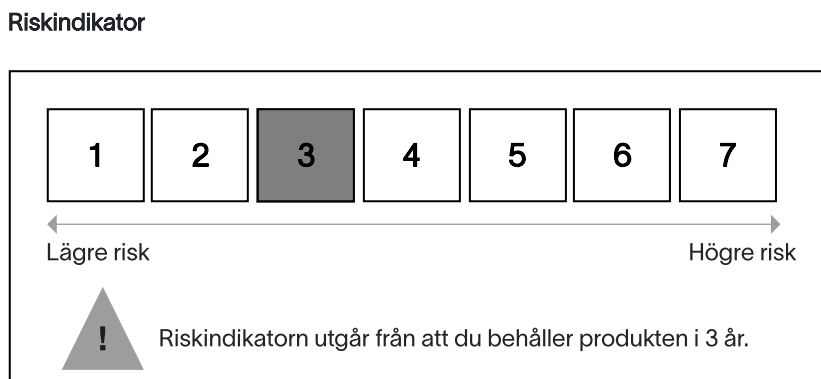 Riskindikator
1 2 3 4 5 6 7
Lägre risk Högre risk
! Riskindikatorn utgår från att du behåller produkten i 3 år.